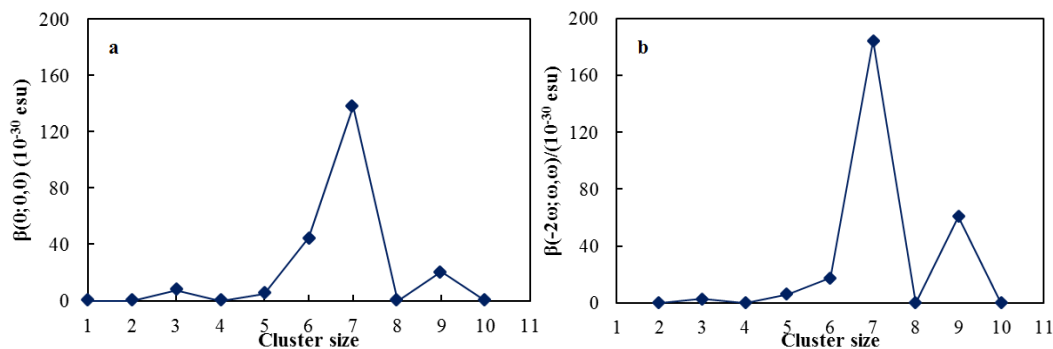 a
200
160
120
80
40
0
β(0;0,0) (10⁻³⁰ esu)
1 2 3 4 5 6 7 8 9 10 11
Cluster size
b
200
160
120
80
40
0
β(-2ω;ω,ω)/(10⁻³⁰ esu)
1 2 3 4 5 6 7 8 9 10 11
Cluster size